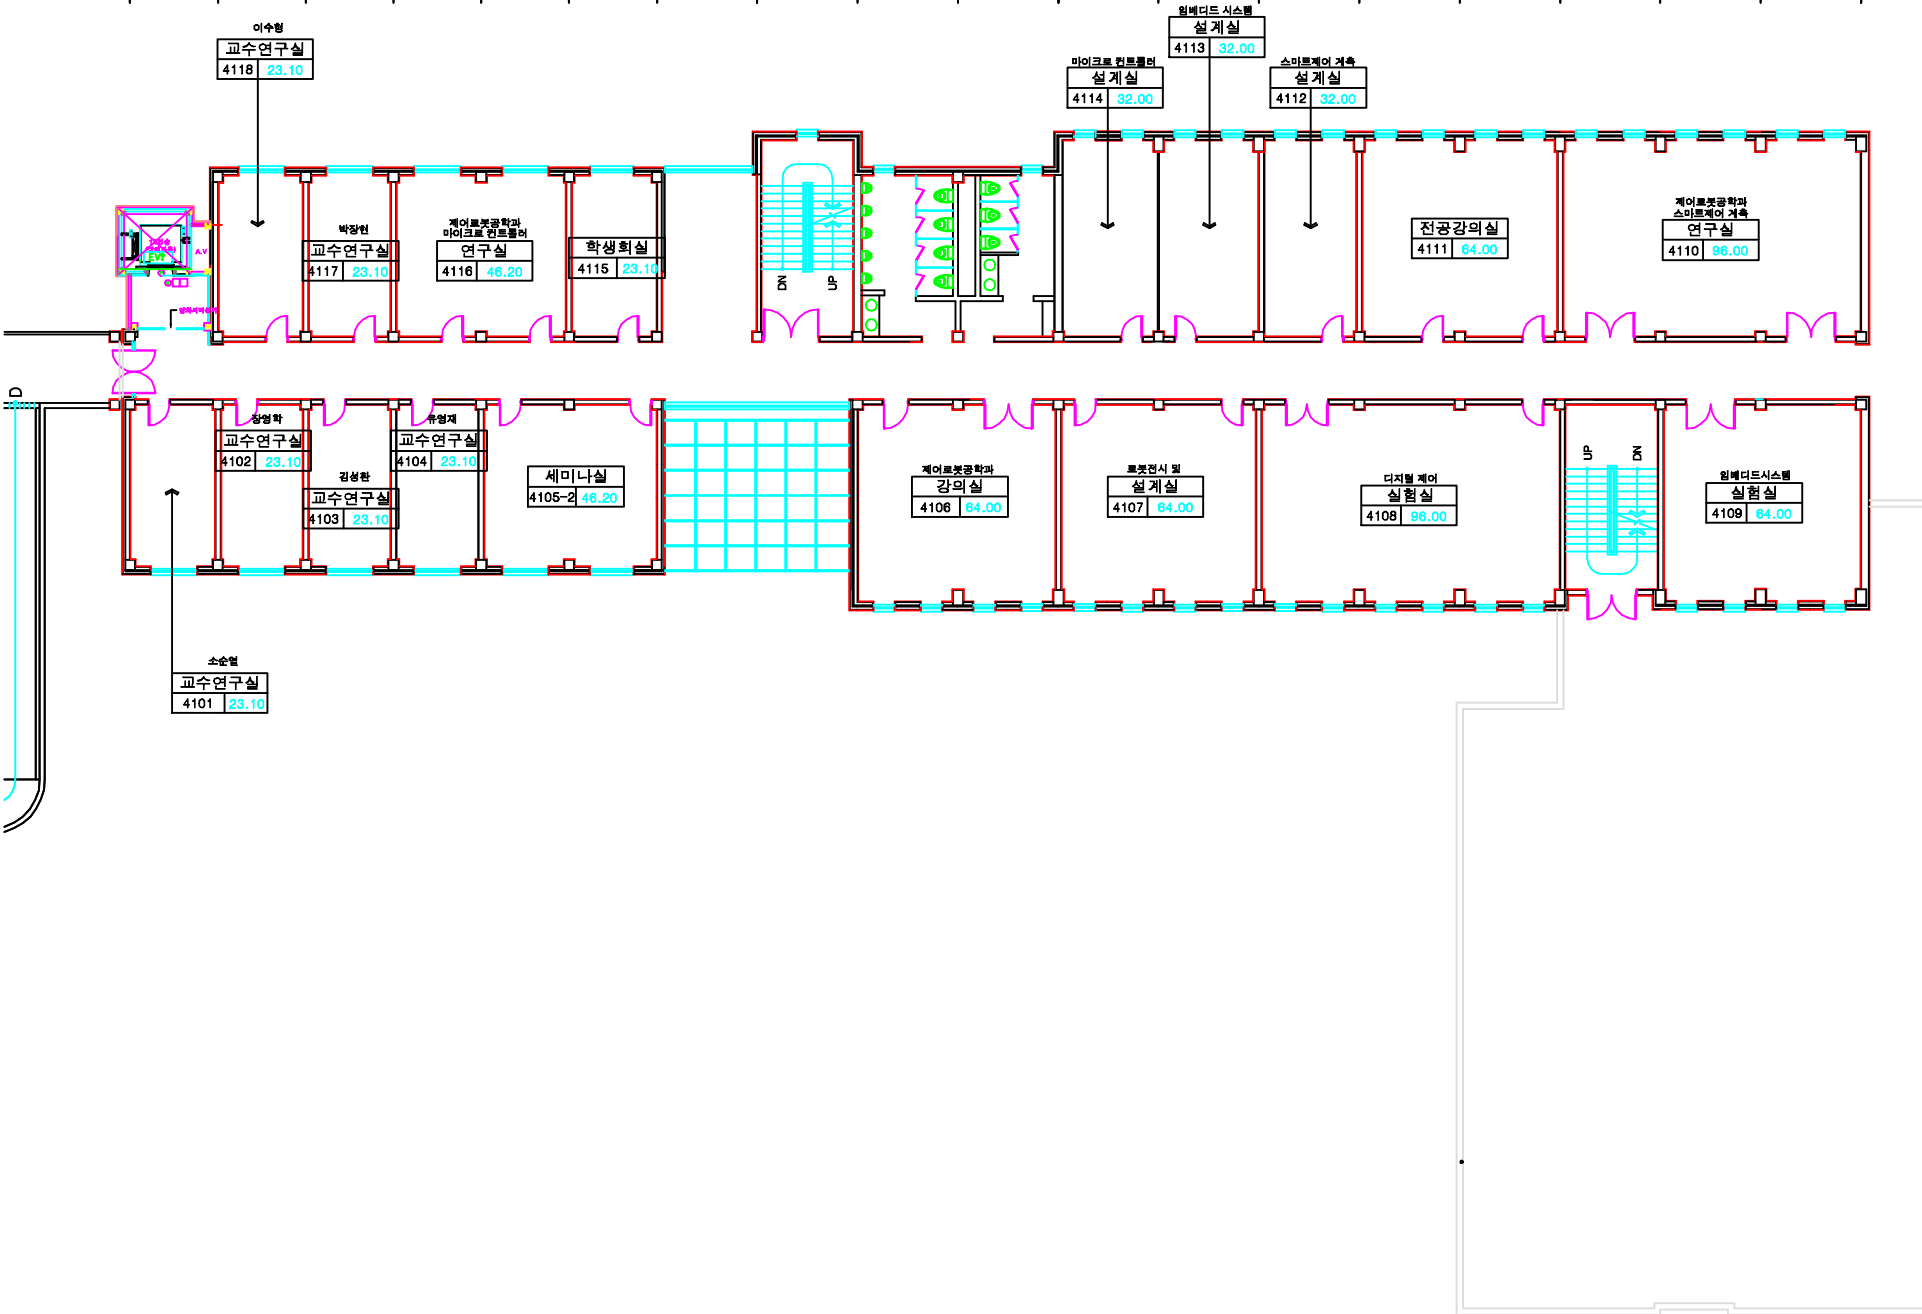 이수형
교수연구실
4118 23.10
임베디드 시스템
설계실
4113 32.00
마이크로 컨트롤러
설계실
4114 32.00
스마트제어 계측
설계실
4112 32.00
박장현
교수연구실
4117 23.10
제어로봇공학과
마이크로 컨트롤러
연구실
4116 46.20
학생회실
4115 23.10
DN
UP
전공강의실
4111 64.00
제어로봇공학과
스마트제어 계측
연구실
4110 96.00
EV
A.V
D
장영학
교수연구실
4102 23.10
김성환
교수연구실
4103 23.10
유영재
교수연구실
4104 23.10
세미나실
4105-2 46.20
제어로봇공학과
강의실
4106 64.00
로봇전시 및
설계실
4107 64.00
디지털 제어
실험실
4108 96.00
UP
DN
임베디드시스템
실험실
4109 64.00
소순열
교수연구실
4101 23.10